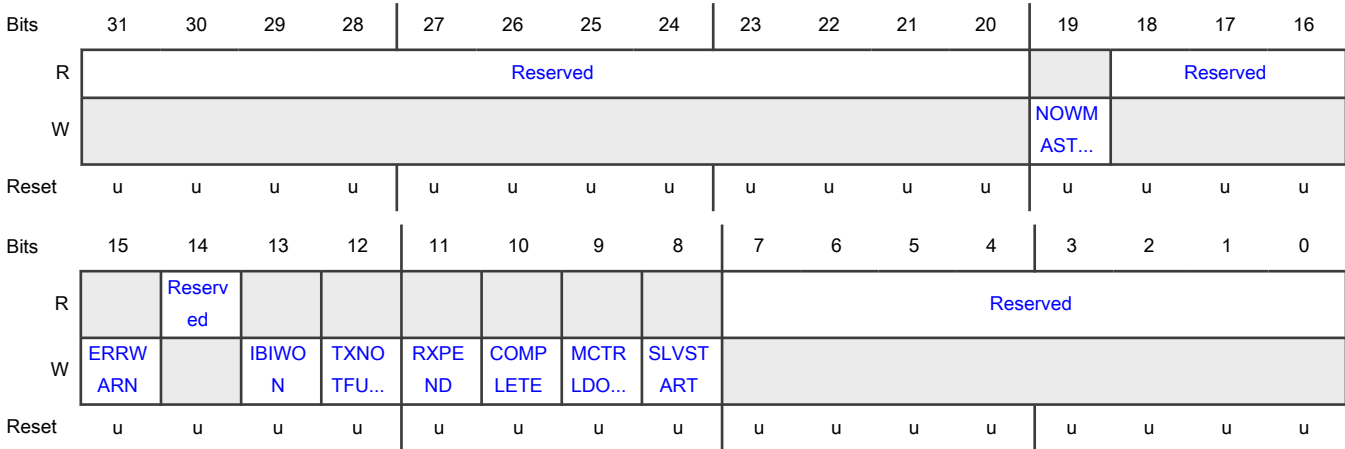 Bits 31 30 29 28 27 26 25 24 23 22 21 20 19 18 17 16
R Reserved Reserved
W NOWM
AST...
Reset u u u u u u u u u u u u u u u u
Bits 15 14 13 12 11 10 9 8 7 6 5 4 3 2 1 0
R Reserv
ed Reserved
W ERRW IBIWO TXNO RXPE COMP MCTR SLVST
ARN N TFU... ND LETE LDO... ART
Reset u u u u u u u u u u u u u u u u